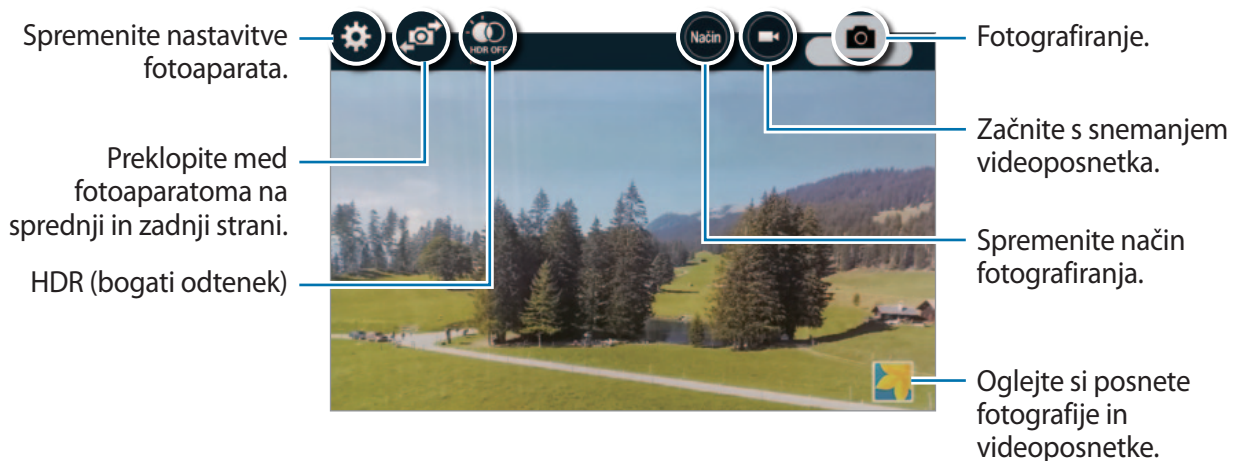 Spremenite nastavitve
fotoaparata.
Preklopite med
fotoaparatoma na
sprednji in zadnji strani.
HDR (bogati odtenek)
HDR OFF
Način
Fotografiranje.
Začnite s snemanjem
videoposnetka.
Spremenite način
fotografiranja.
Oglejte si posnete
fotografije in
videoposnetke.